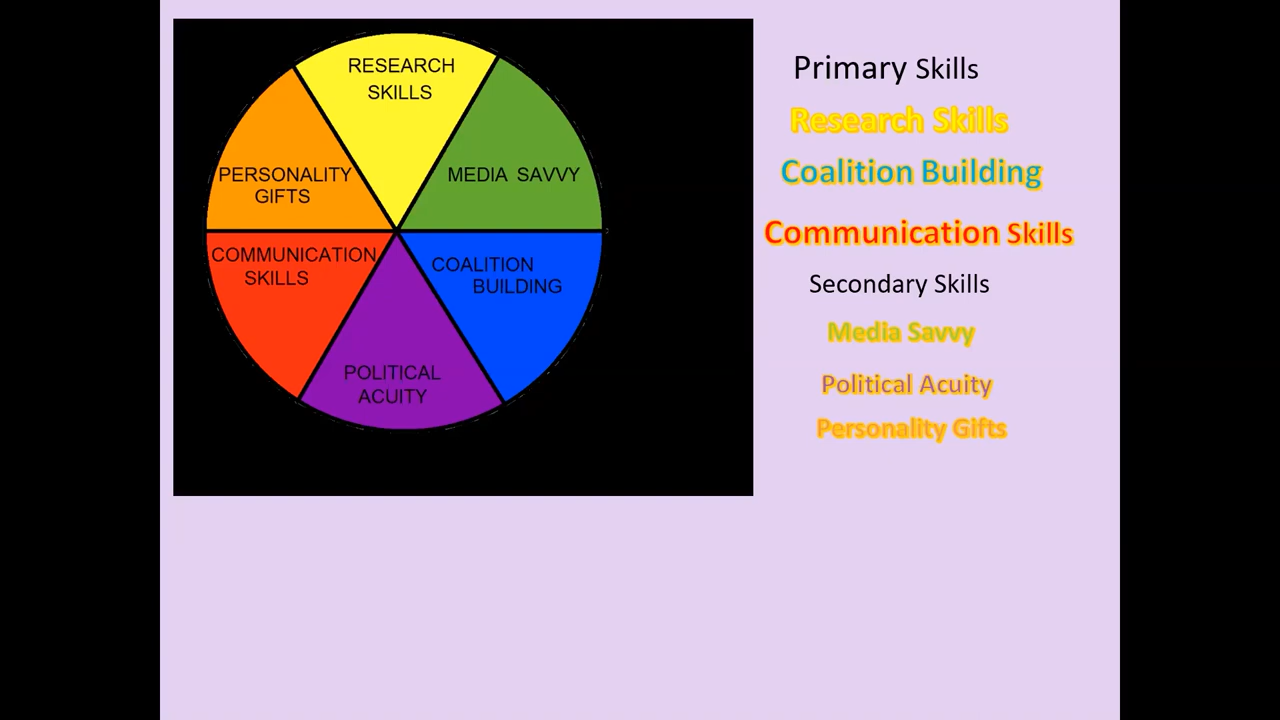 RESEARCH
SKILLS
MEDIA SAVVY
PERSONALITY
GIFTS
COMMUNICATION
SKILLS
COALITION
BUILDING
POLITICAL
ACUITY
Primary Skills
Research Skills
Coalition Building
Communication Skills
Secondary Skills
Media Savvy
Political Acuity
Personality Gifts